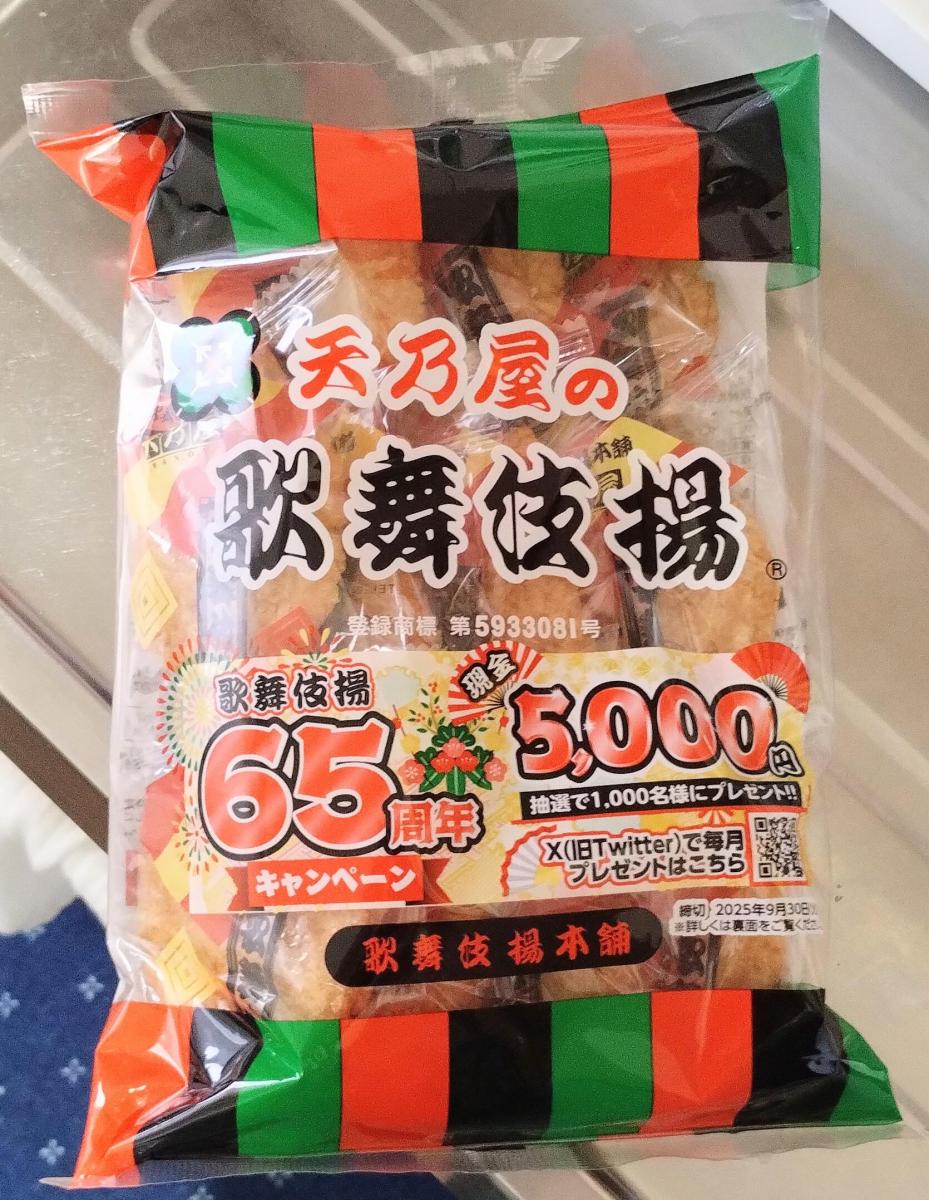 天乃屋の
歌舞伎揚
®
本舗
登録商標 第5933081号
歌舞伎揚
65周年
キャンペーン
現金
5,000円
抽選で1,000名様にプレゼント!!
X(旧Twitter)で毎月
プレゼントはこちら
締切 2025年9月30日
※詳しくは裏面をご覧くださ
歌舞伎揚本舗